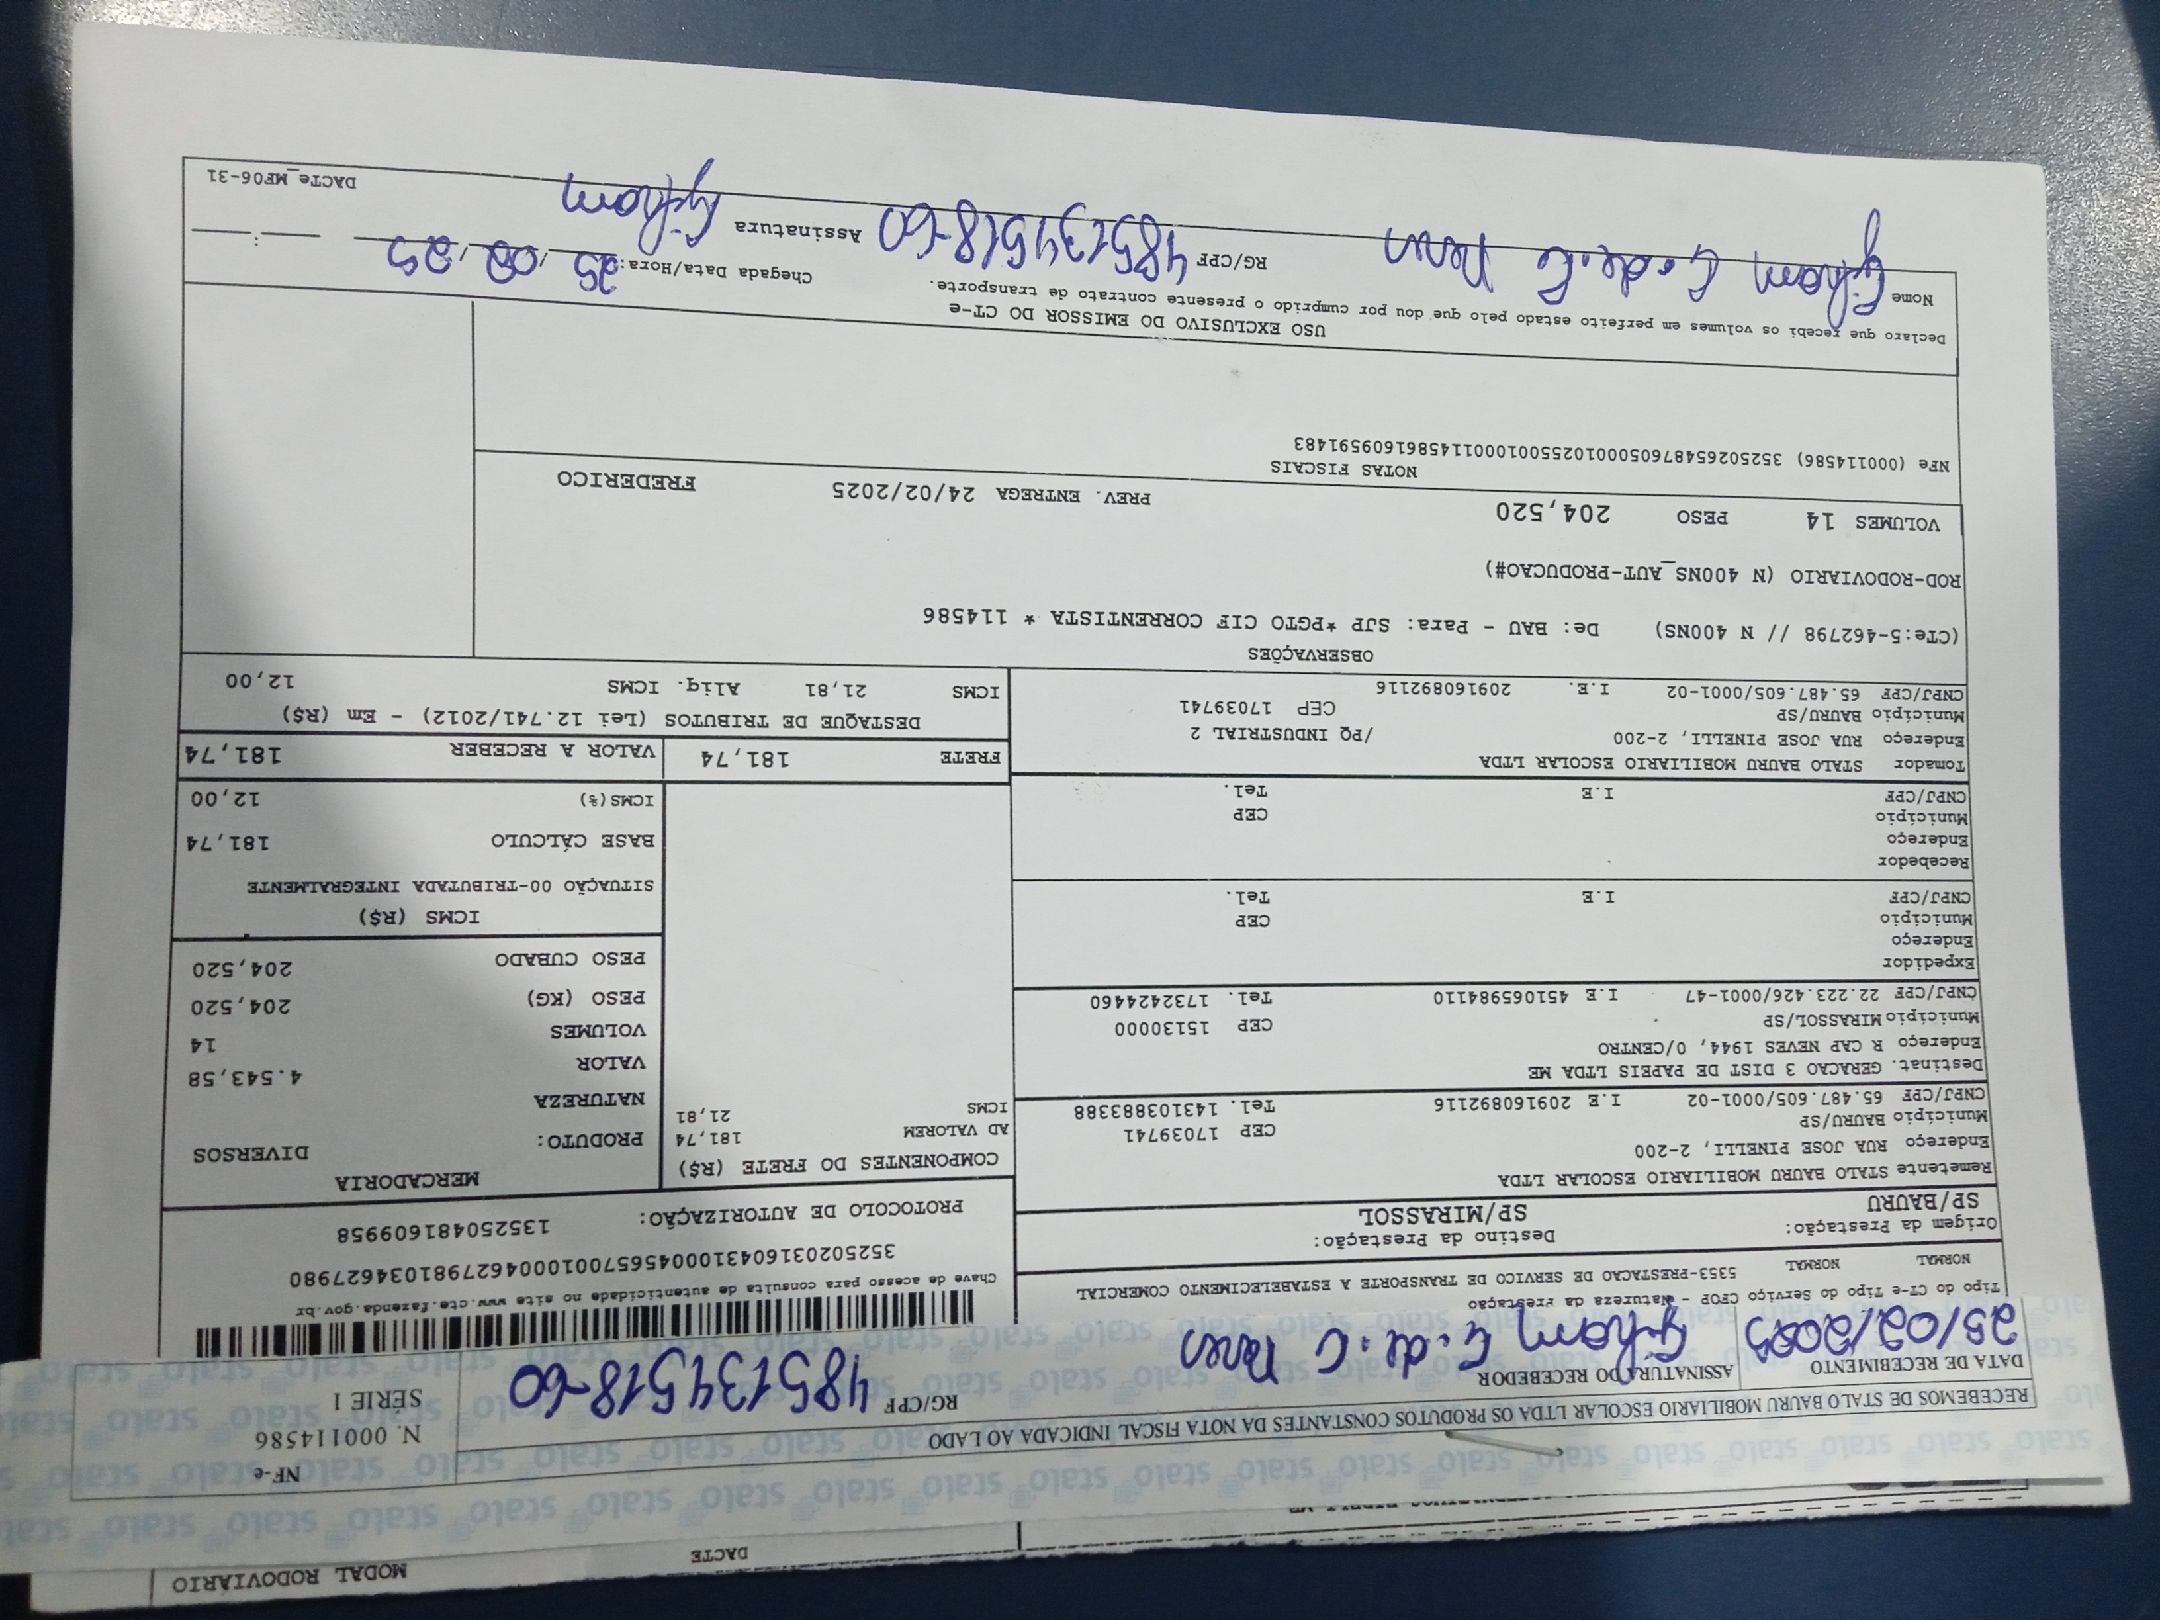 MODAL RODOVIÁRIO
DACTE
NF-e
N. 000114586
SÉRIE 1
RECEBEMOS DE STALO BAURU MOBILIARIO ESCOLAR LTDA OS PRODUTOS CONSTANTES DA NOTA FISCAL INDICADA AO LADO
DATA DE RECEBIMENTO
25/02/2025
ASSINATURA DO RECEBEDOR
RG/CPF 48513451860
Tipo do CT-e Tipo do Serviço CFOP - Natureza da Prestação
NORMAL NORMAL 5353-PRESTACAO DE SERVICO DE TRANSPORTE A ESTABELECIMENTO COMERCIAL
Chave de acesso para consulta de autenticidade no site www.cte.fazenda.gov.br
35250203160431000456570010004627981034627980
PROTOCOLO DE AUTORIZAÇÃO: 135250481609958
Origem da Prestação: Destino da Prestação:
SP/BAURU SP/MIRASSOL
Remetente STALO BAURU MOBILIARIO ESCOLAR LTDA
Endereço RUA JOSE PINELLI, 2-200
Município BAURU/SP CEP 17039741
CNPJ/CPF 65.487.605/0001-02 I.E 209160892116 Tel. 143103883388
Destinat. GERACAO 3 DIST DE PAPEIS LTDA ME
Endereço R CAP NEVES 1944, 0/CENTRO
Município MIRASSOL/SP CEP 15130000
CNPJ/CPF 22.223.426/0001-47 I.E 451065984110 Tel. 1732424460
Expedidor
Endereço
Município CEP
CNPJ/CPF I.E Tel.
Recebedor
Endereço
Município CEP
CNPJ/CPF I.E Tel.
Tomador STALO BAURU MOBILIARIO ESCOLAR LTDA
Endereço RUA JOSE PINELLI, 2-200 /PQ INDUSTRIAL 2
Município BAURU/SP CEP 17039741
CNPJ/CPF 65.487.605/0001-02 I.E. 209160892116
COMPONENTES DO FRETE (R$)
AD VALOREM 181,74
ICMS 21,81
MERCADORIA
PRODUTO: DIVERSOS
NATUREZA
VALOR 4.543,58
VOLUMES 14
PESO (KG) 204,520
PESO CUBADO 204,520
ICMS (R$)
SITUAÇÃO 00-TRIBUTADA INTEGRALMENTE
BASE CÁLCULO 181,74
ICMS(%) 12,00
FRETE 181,74 VALOR A RECEBER 181,74
DESTAQUE DE TRIBUTOS (Lei 12.741/2012) - Em (R$)
ICMS 21,81 Aliq. ICMS 12,00
OBSERVAÇÕES
(CTe:5-462798 // N 400NS) De: BAU - Para: SJP *PGTO CIF CORRENTISTA * 114586
ROD-RODOVIARIO (N 400NS_AUT-PRODUCAO#)
VOLUMES 14 PESO 204,520 PREV. ENTREGA 24/02/2025 FREDERICO
NOTAS FISCAIS
NFe (000114586) 35250265487605000102550010001145861609591483
USO EXCLUSIVO DO EMISSOR DO CT-e
Declaro que recebi os volumes em perfeito estado pelo que dou por cumprido o presente contrato de transporte.
Chegada Data/Hora: 25/02/25 :
Nome
RG/CPF 48513451860
Assinatura
DACTe_MF06-31